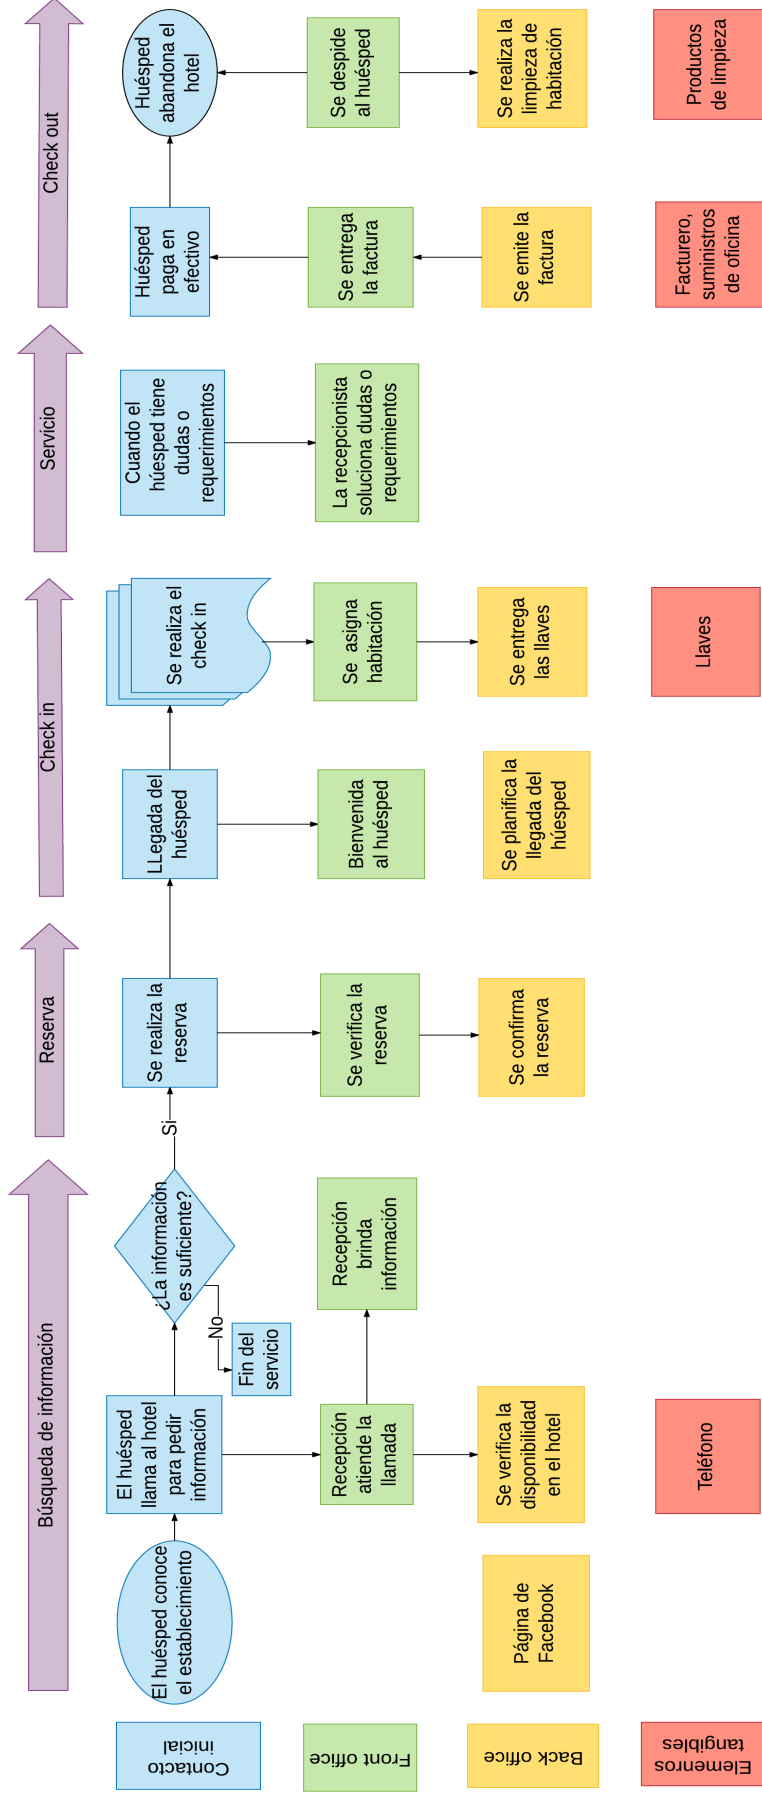 Búsqueda de información
Reserva
Check in
Servicio
Check out
Contacto
inicial
El huésped conoce
el establecimiento
El huésped
llama al hotel
para pedir
información
¿La información
es suficiente?
No
Fin del
servicio
Si
Se realiza la
reserva
LLegada del
huésped
Se realiza el
check in
Cuando el
húesped tiene
dudas o
requerimientos
Huésped
paga en
efectivo
Huésped
abandona el
hotel
Front office
Recepción
atiende la
llamada
Recepción
brinda
información
Se verifica la
reserva
Bienvenida
al huésped
Se asigna
habitación
La recepcionista
soluciona dudas o
requerimientos
Se entrega
la factura
Se despide
al huésped
Back office
Página de
Facebook
Se verifica la
disponibilidad
en el hotel
Se confirma
la reserva
Se planifica la
llegada del
húesped
Se entrega
las llaves
Se emite la
factura
Se realiza la
limpieza de
habitación
Elemenros
tangibles
Teléfono
Llaves
Facturero,
suministros
de oficina
Productos
de limpieza